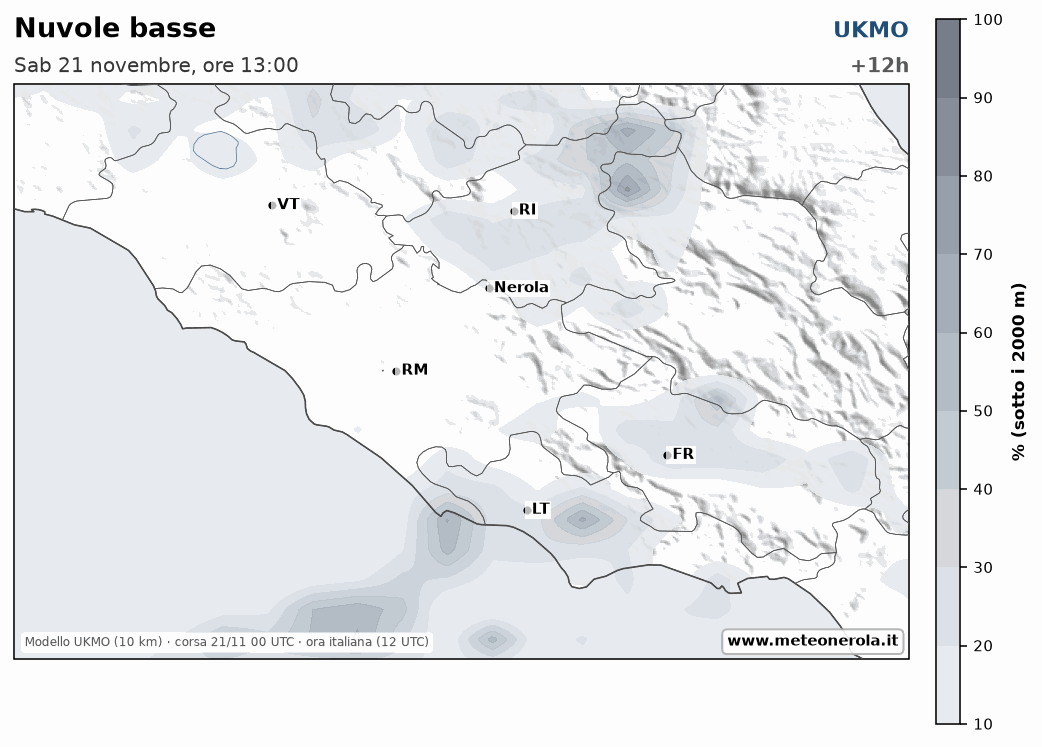 Nuvole basse
UKMO
Sab 21 novembre, ore 13:00
+12h
100
90
80
70
60
50
40
30
20
10
% (sotto i 2000 m)
VT
RI
Nerola
RM
FR
LT
Modello UKMO (10 km) · corsa 21/11 00 UTC · ora italiana (12 UTC)
www.meteonerola.it